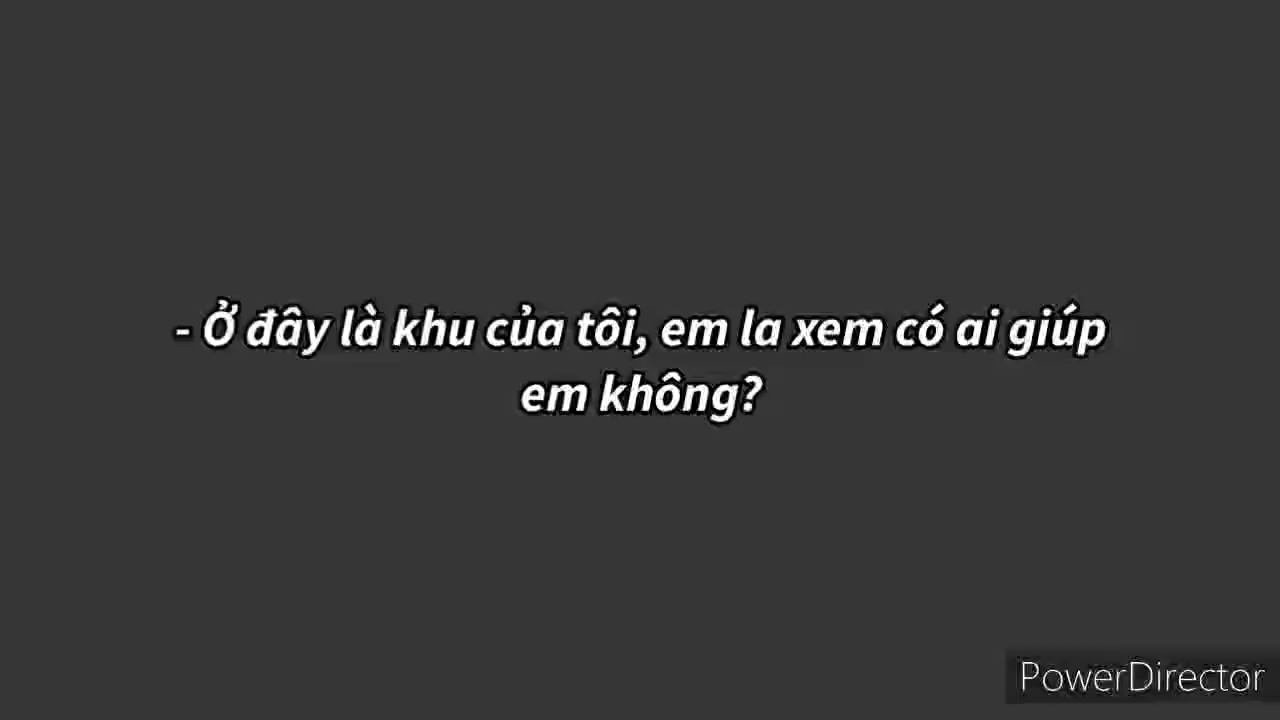 - Ở đây là khu của tôi, em la xem có ai giúp
em không?
PowerDirector